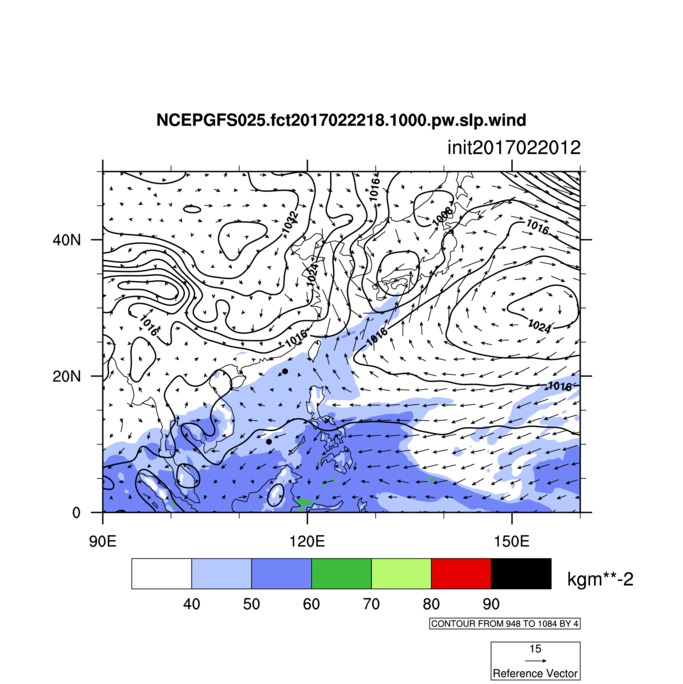 NCEPGFS025.fct2017022218.1000.pw.slp.wind
init2017022012
1016
1032
1008
1016
40N
1024
1016
1024
1016
1016
20N
1016
0
90E 120E 150E
kgm**-2
40 50 60 70 80 90
CONTOUR FROM 948 TO 1084 BY 4
15
Reference Vector